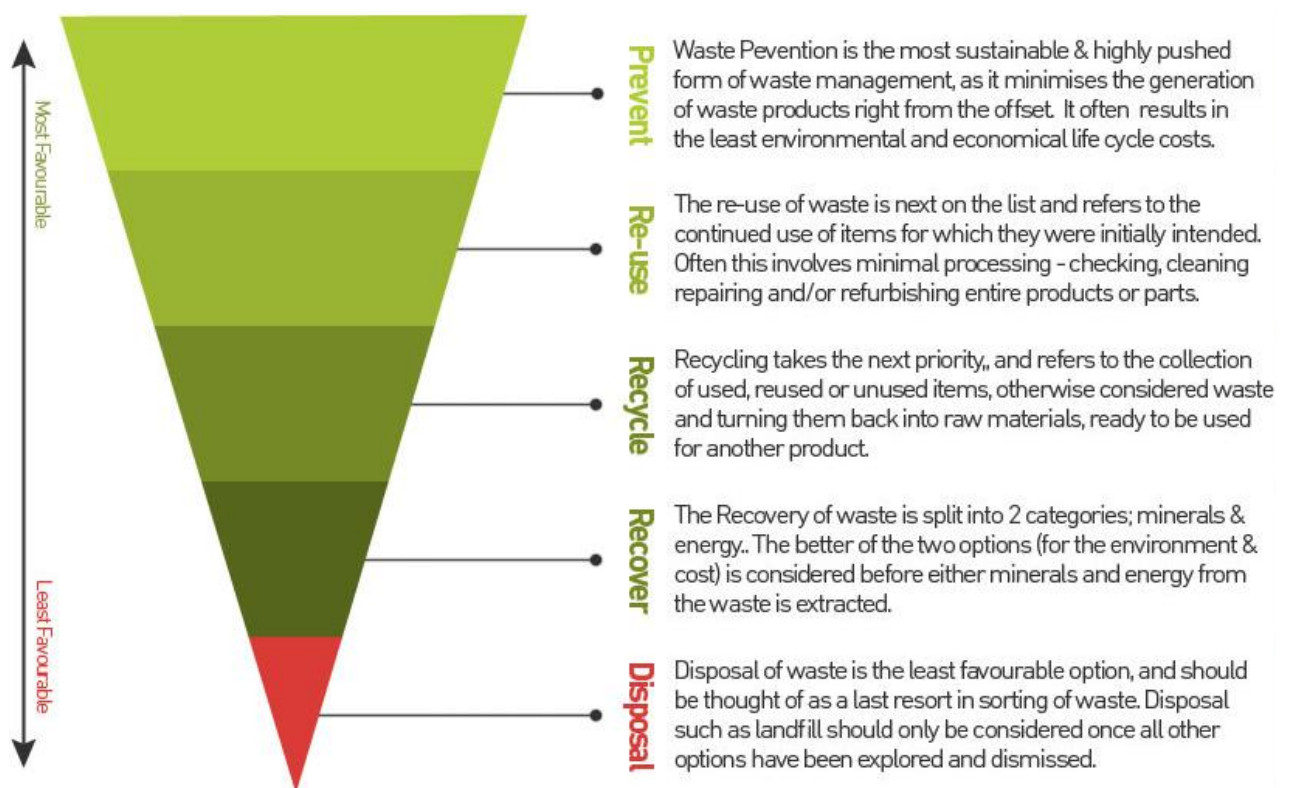 Most Favourable
Least Favourable
Prevent
Waste Pevention is the most sustainable & highly pushed
form of waste management, as it minimises the generation
of waste products right from the offset. It often results in
the least environmental and economical life cycle costs.
Re-use
The re-use of waste is next on the list and refers to the
continued use of items for which they were initially intended.
Often this involves minimal processing - checking, cleaning
repairing and/or refurbishing entire products or parts.
Recycle
Recycling takes the next priority,, and refers to the collection
of used, reused or unused items, otherwise considered waste
and turning them back into raw materials, ready to be used
for another product.
Recover
The Recovery of waste is split into 2 categories; minerals &
energy.. The better of the two options (for the environment &
cost) is considered before either minerals and energy from
the waste is extracted.
Disposal
Disposal of waste is the least favourable option, and should
be thought of as a last resort in sorting of waste. Disposal
such as landfill should only be considered once all other
options have been explored and dismissed.